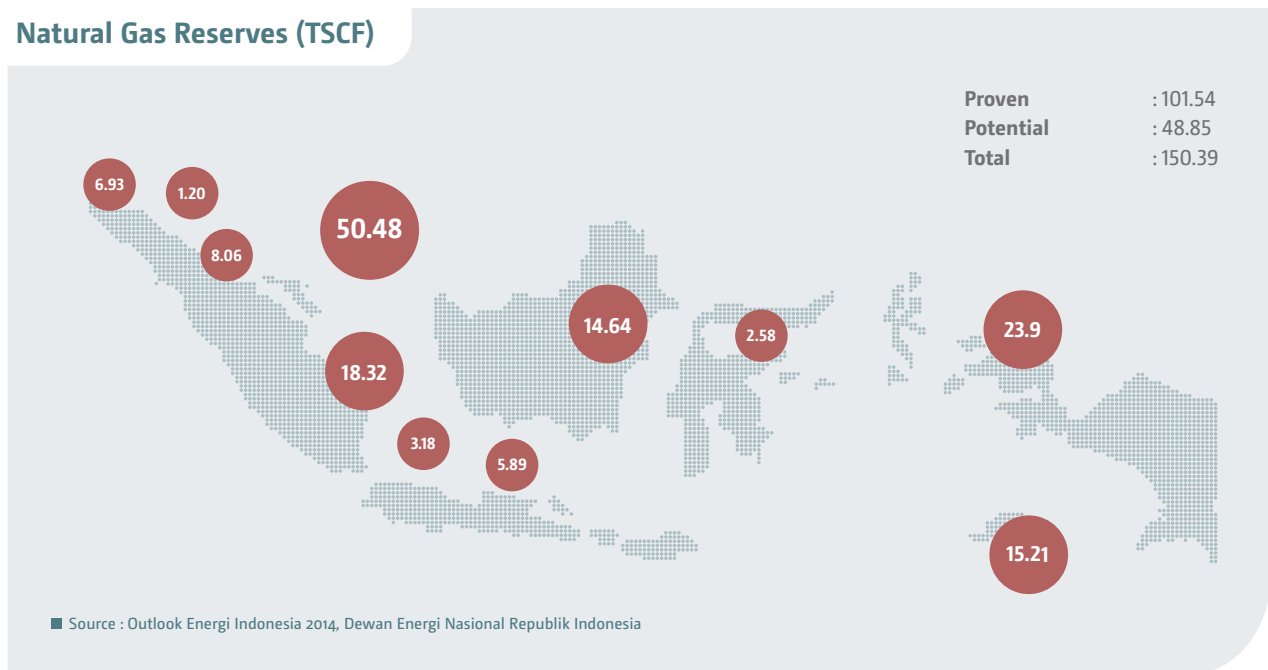 Natural Gas Reserves (TSCF)
Proven : 101.54
Potential : 48.85
Total : 150.39
6.93
1.20
50.48
8.06
14.64
2.58
23.9
18.32
3.18
5.89
15.21
Source : Outlook Energi Indonesia 2014, Dewan Energi Nasional Republik Indonesia